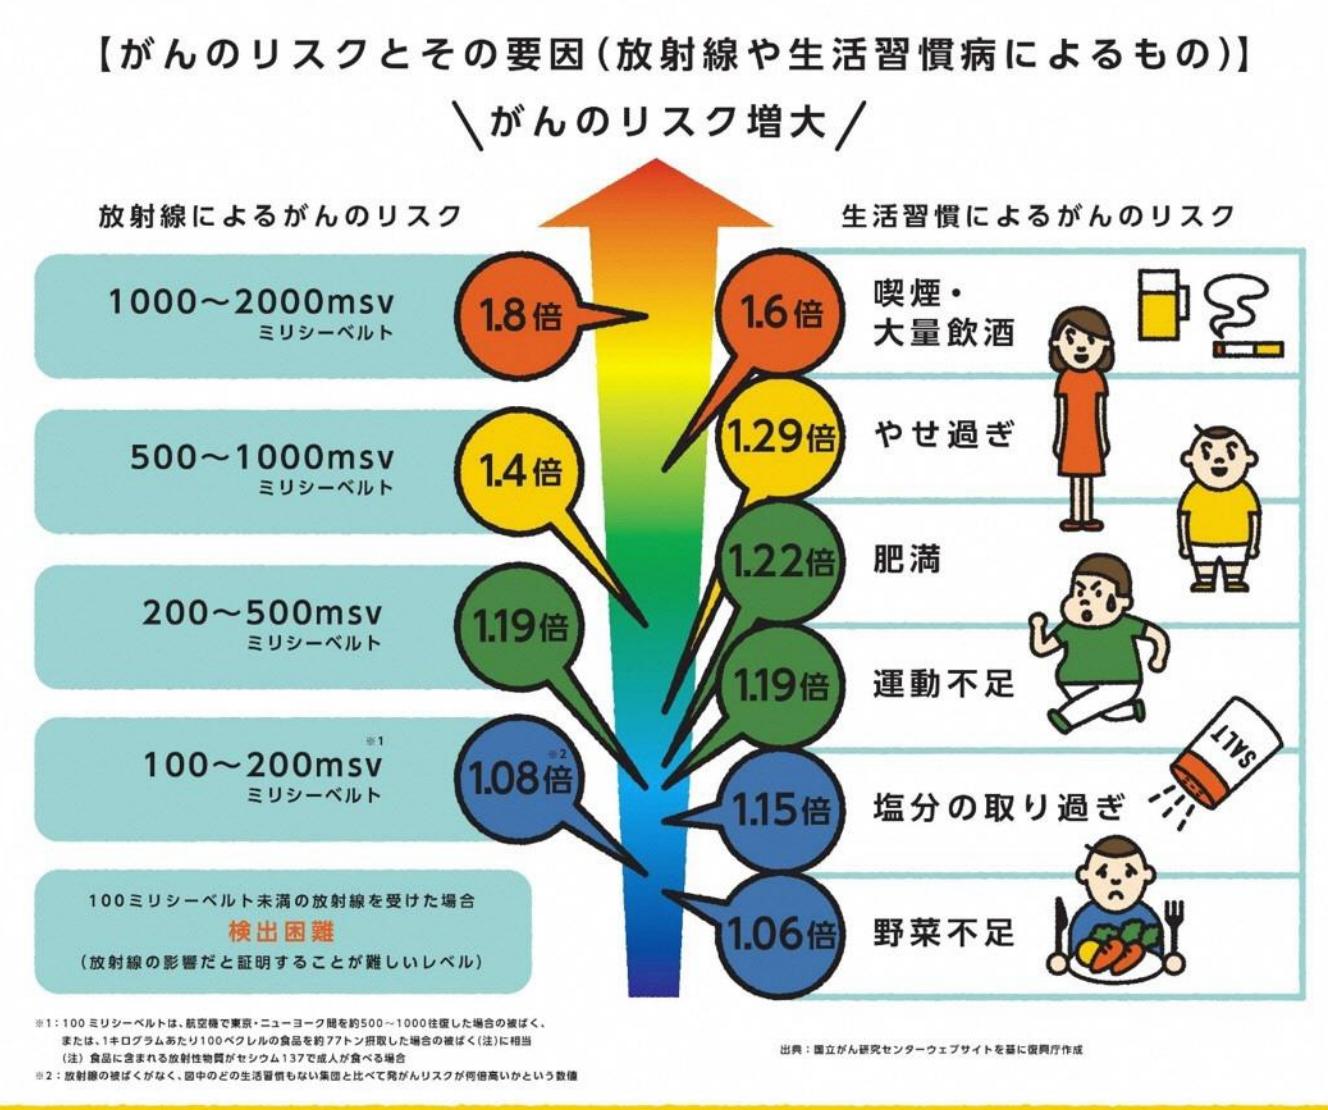 【がんのリスクとその要因(放射線や生活習慣病によるもの)】
\がんのリスク増大/
放射線によるがんのリスク
1000～2000msv
ミリシーベルト
1.8倍
500～1000msv
ミリシーベルト
1.4倍
200～500msv
ミリシーベルト
1.19倍
※1
100～200msv
ミリシーベルト
※2
1.08倍
100ミリシーベルト未満の放射線を受けた場合
検出困難
(放射線の影響だと証明することが難しいレベル)
生活習慣によるがんのリスク
1.6倍
喫煙・
大量飲酒
1.29倍
やせ過ぎ
1.22倍
肥満
1.19倍
運動不足
1.15倍
塩分の取り過ぎ
SALT
1.06倍
野菜不足
※1：100ミリシーベルトは、航空機で東京・ニューヨーク間を約500～1000往復した場合の被ばく、
または、1キログラムあたり100ベクレルの食品を約77トン摂取した場合の被ばく(注)に相当
(注) 食品に含まれる放射性物質がセシウム137で成人が食べる場合
※2：放射線の被ばくがなく、図中のどの生活習慣もない集団と比べて発がんリスクが何倍高いかという数値
出典：国立がん研究センターウェブサイトを基に復興庁作成